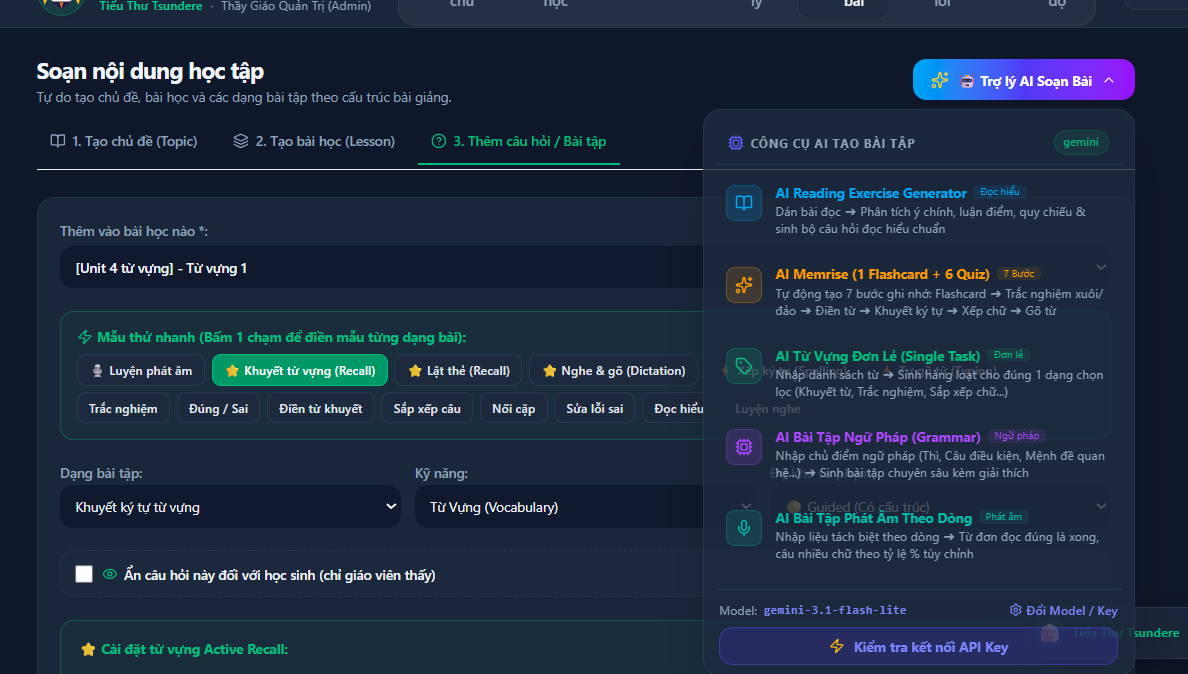 Tiểu Thư Tsundere • Thầy Giáo Quản Trị (Admin)
chủ học lý bài lời độ
Soạn nội dung học tập
Tự do tạo chủ đề, bài học và các dạng bài tập theo cấu trúc bài giảng.
Trợ lý AI Soạn Bài
1. Tạo chủ đề (Topic)
2. Tạo bài học (Lesson)
3. Thêm câu hỏi / Bài tập
Thêm vào bài học nào *:
[Unit 4 từ vựng] - Từ vựng 1
Mẫu thử nhanh (Bấm 1 chạm để điền mẫu từng dạng bài):
Luyện phát âm
Khuyết từ vựng (Recall)
Lật thẻ (Recall)
Nghe & gõ (Dictation)
Trắc nghiệm
Đúng / Sai
Điền từ khuyết
Sắp xếp câu
Nối cặp
Sửa lỗi sai
Đọc hiểu
Luyện nghe
Dạng bài tập:
Khuyết ký tự từ vựng
Kỹ năng:
Từ Vựng (Vocabulary)
Guided (Có cấu trúc)
Ẩn câu hỏi này đối với học sinh (chỉ giáo viên thấy)
Cài đặt từ vựng Active Recall:
CÔNG CỤ AI TẠO BÀI TẬP
gemini
AI Reading Exercise Generator Đọc hiểu
Dán bài đọc ➔ Phân tích ý chính, luận điểm, quy chiếu &
sinh bộ câu hỏi đọc hiểu chuẩn
AI Memrise (1 Flashcard + 6 Quiz) 7 Bước
Tự động tạo 7 bước ghi nhớ: Flashcard ➔ Trắc nghiệm xuôi/
đảo ➔ Điền từ ➔ Khuyết ký tự ➔ Xếp chữ ➔ Gõ từ
AI Từ Vựng Đơn Lẻ (Single Task) Đơn lẻ
Nhập danh sách từ ➔ Sinh hàng loạt cho đúng 1 dạng chọn
lọc (Khuyết từ, Trắc nghiệm, Sắp xếp chữ...)
AI Bài Tập Ngữ Pháp (Grammar) Ngữ pháp
Nhập chủ điểm ngữ pháp (Thì, Câu điều kiện, Mệnh đề quan
hệ...) ➔ Sinh bài tập chuyên sâu kèm giải thích
AI Bài Tập Phát Âm Theo Dòng Phát âm
Nhập liệu tách biệt theo dòng ➔ Từ đơn đọc đúng là xong,
câu nhiều chữ theo tỷ lệ % tùy chỉnh
Model: gemini-3.1-flash-lite
Đổi Model / Key
Kiểm tra kết nối API Key
Tiểu Thư Tsundere